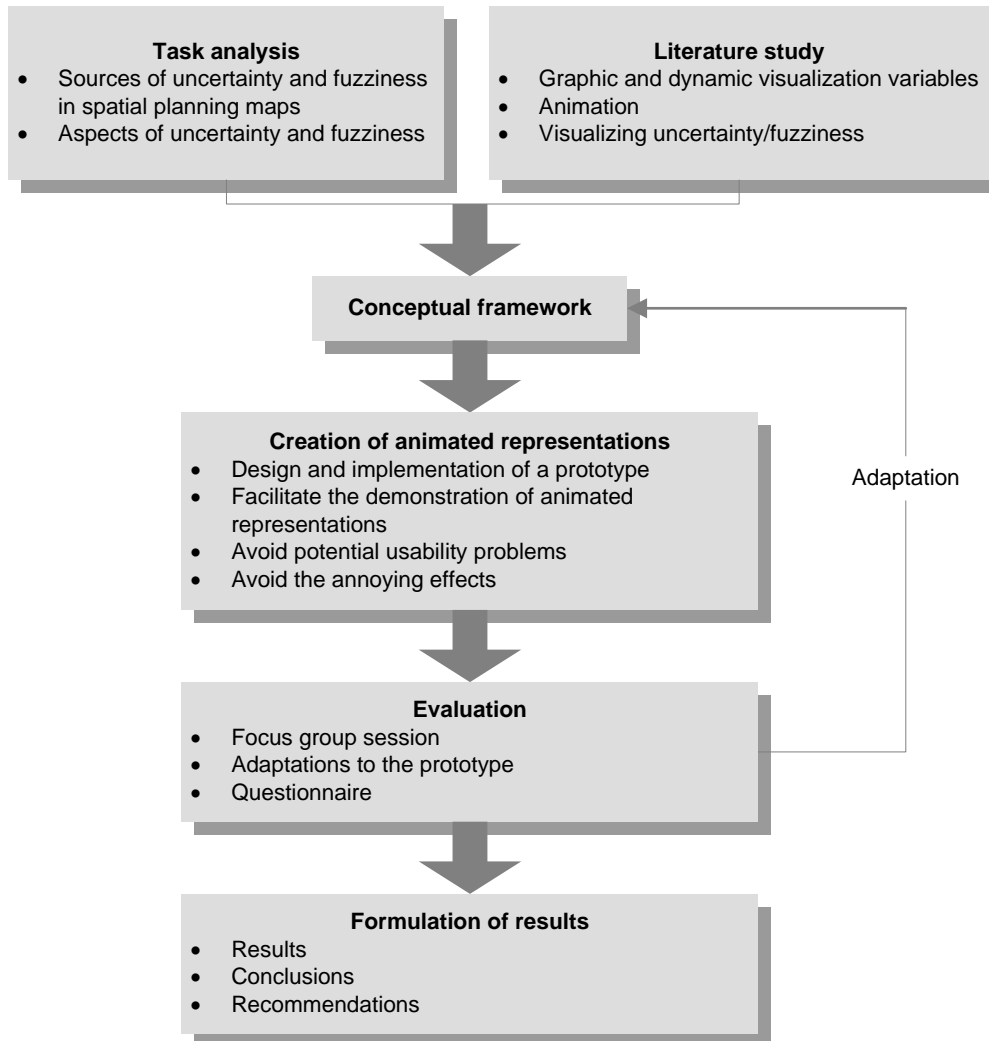 Task analysis
• Sources of uncertainty and fuzziness
in spatial planning maps
• Aspects of uncertainty and fuzziness
Literature study
• Graphic and dynamic visualization variables
• Animation
• Visualizing uncertainty/fuzziness
Conceptual framework
Creation of animated representations
• Design and implementation of a prototype
• Facilitate the demonstration of animated
representations
• Avoid potential usability problems
• Avoid the annoying effects
Adaptation
Evaluation
• Focus group session
• Adaptations to the prototype
• Questionnaire
Formulation of results
• Results
• Conclusions
• Recommendations